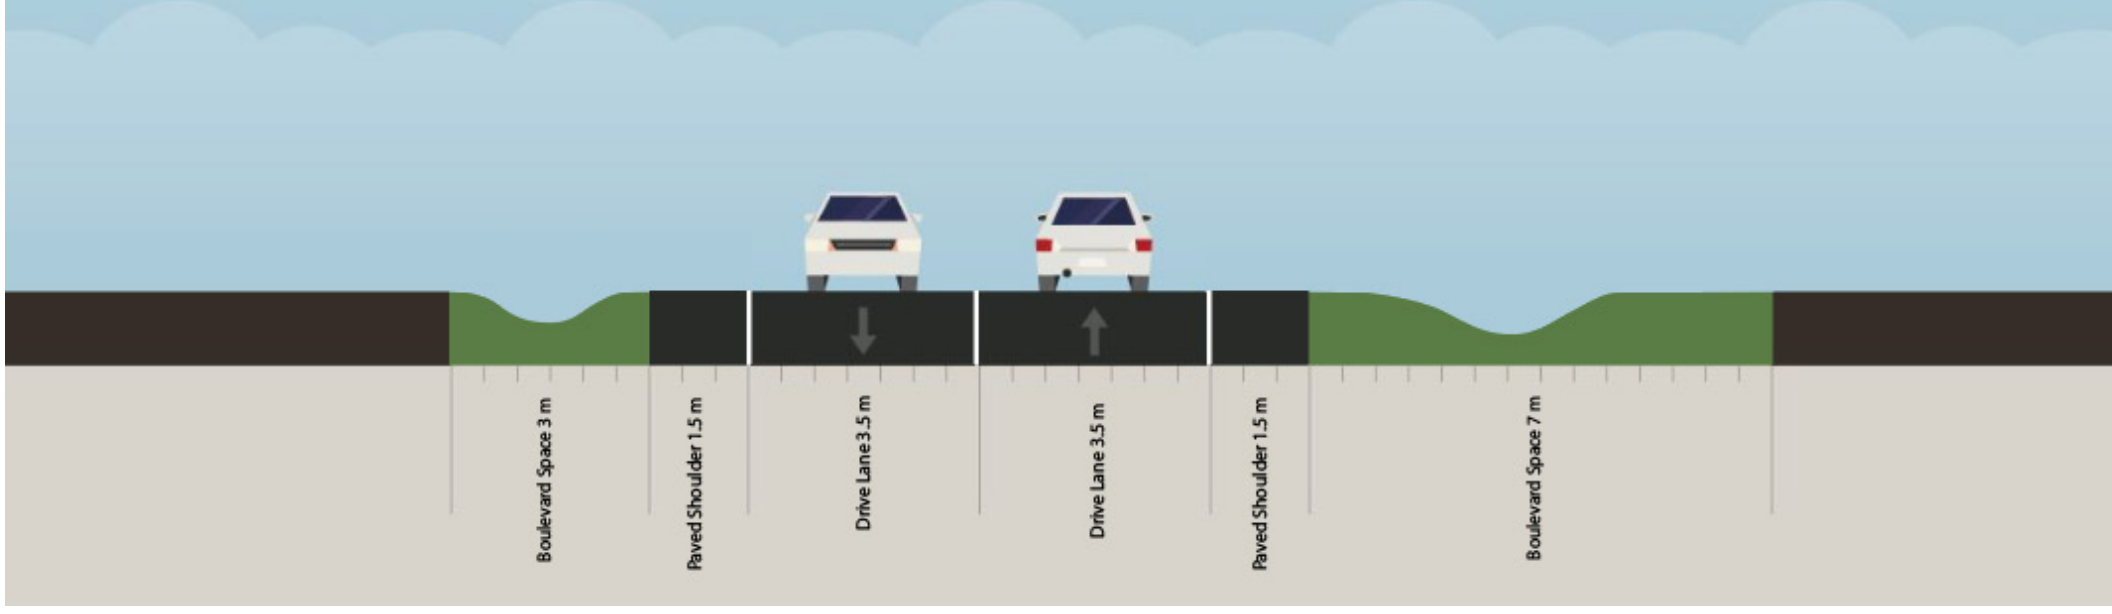 Boulevard Space 3 m
Paved Shoulder 1.5 m
Drive Lane 3.5 m
Drive Lane 3.5 m
Paved Shoulder 1.5 m
Boulevard Space 7 m